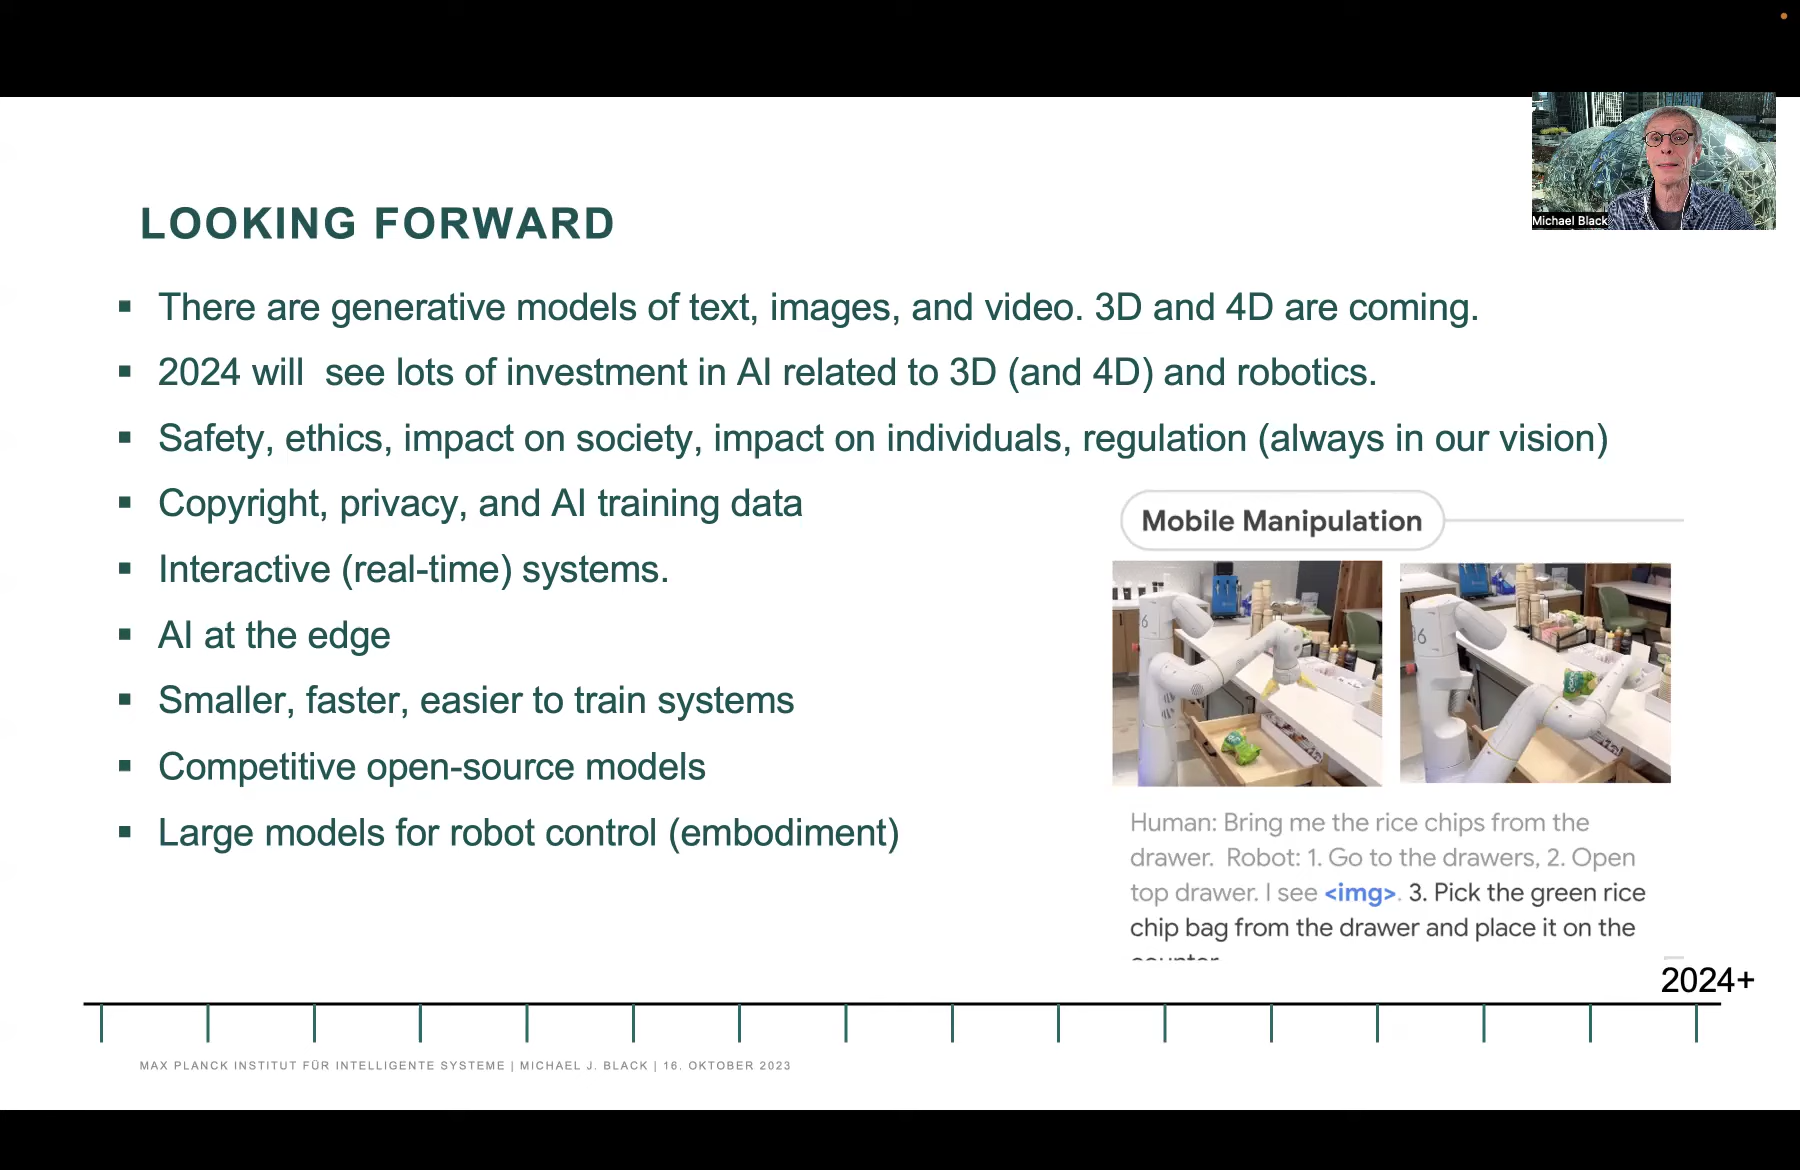 Michael Black
LOOKING FORWARD
▪ There are generative models of text, images, and video. 3D and 4D are coming.
▪ 2024 will  see lots of investment in AI related to 3D (and 4D) and robotics.
▪ Safety, ethics, impact on society, impact on individuals, regulation (always in our vision)
▪ Copyright, privacy, and AI training data
▪ Interactive (real-time) systems.
▪ AI at the edge
▪ Smaller, faster, easier to train systems
▪ Competitive open-source models
▪ Large models for robot control (embodiment)
Mobile Manipulation
Human: Bring me the rice chips from the
drawer.  Robot: 1. Go to the drawers, 2. Open
top drawer. I see <img>. 3. Pick the green rice
chip bag from the drawer and place it on the
counter
2024+
MAX PLANCK INSTITUT FÜR INTELLIGENTE SYSTEME | MICHAEL J. BLACK | 16. OKTOBER 2023